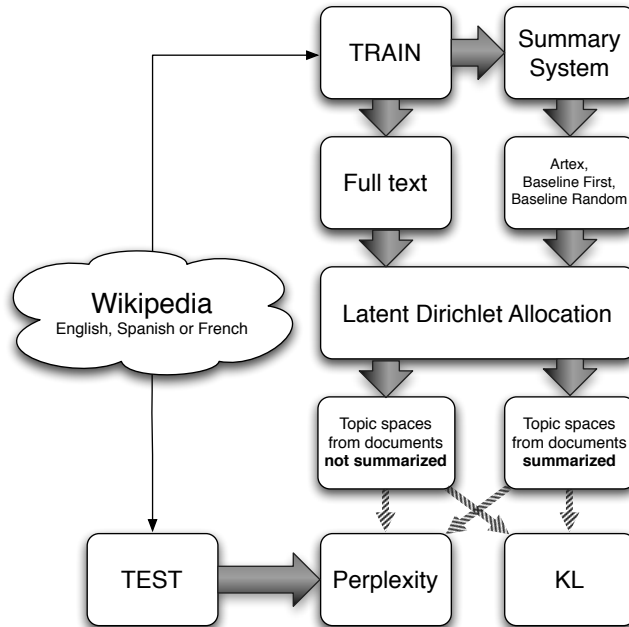 TRAIN
Summary
System
Full text
Artex,
Baseline First,
Baseline Random
Wikipedia
English, Spanish or French
Latent Dirichlet Allocation
Topic spaces
from documents
not summarized
Topic spaces
from documents
summarized
TEST
Perplexity
KL